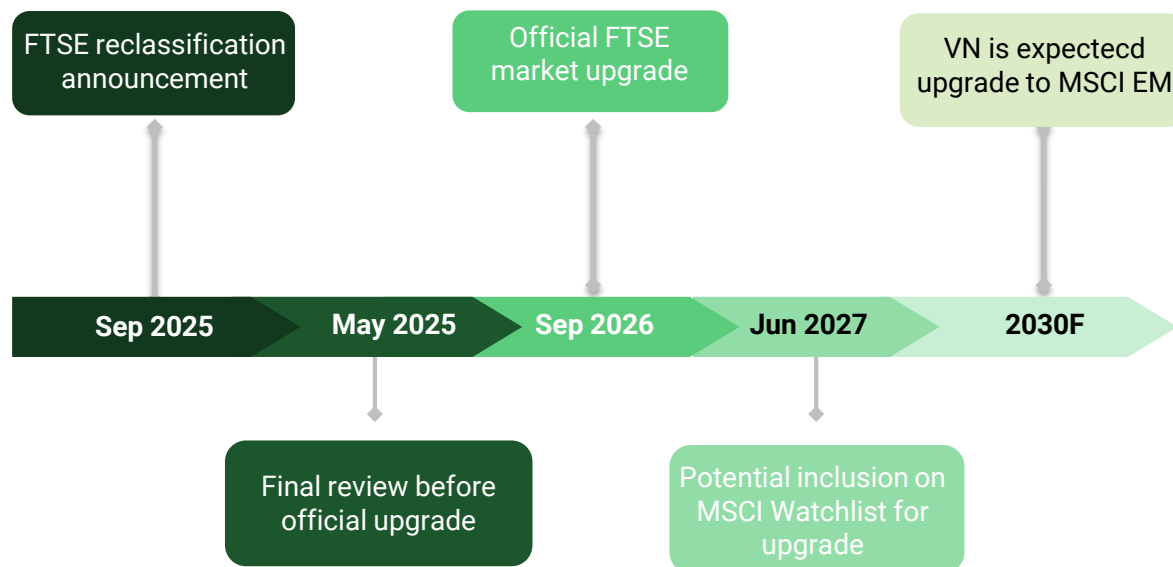 FTSE reclassification
announcement
Official FTSE
market upgrade
VN is expectecd
upgrade to MSCI EM
Sep 2025
May 2025
Sep 2026
Jun 2027
2030F
Final review before
official upgrade
Potential inclusion on
MSCI Watchlist for
upgrade